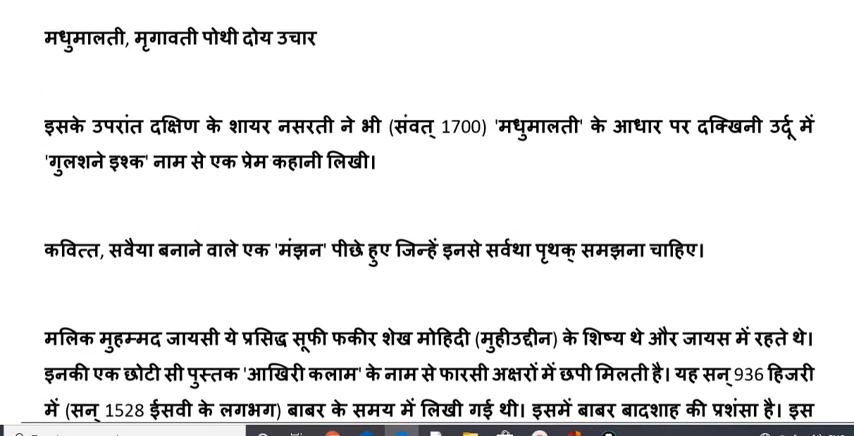 मधुमालती, मृगावती पोथी दोय उचार
इसके उपरांत दक्षिण के शायर नसरती ने भी (संवत् 1700) 'मधुमालती' के आधार पर दक्खिनी उर्दू में
'गुलशने इश्क' नाम से एक प्रेम कहानी लिखी।
कवित्त, सवैया बनाने वाले एक 'मंझन' पीछे हुए जिन्हें इनसे सर्वथा पृथक् समझना चाहिए।
मलिक मुहम्मद जायसी ये प्रसिद्ध सूफी फकीर शेख मोहिदी (मुहीउद्दीन) के शिष्य थे और जायस में रहते थे।
इनकी एक छोटी सी पुस्तक 'आखिरी कलाम' के नाम से फारसी अक्षरों में छपी मिलती है। यह सन् 936 हिजरी
में (सन् 1528 ईसवी के लगभग) बाबर के समय में लिखी गई थी। इसमें बाबर बादशाह की प्रशंसा है। इस